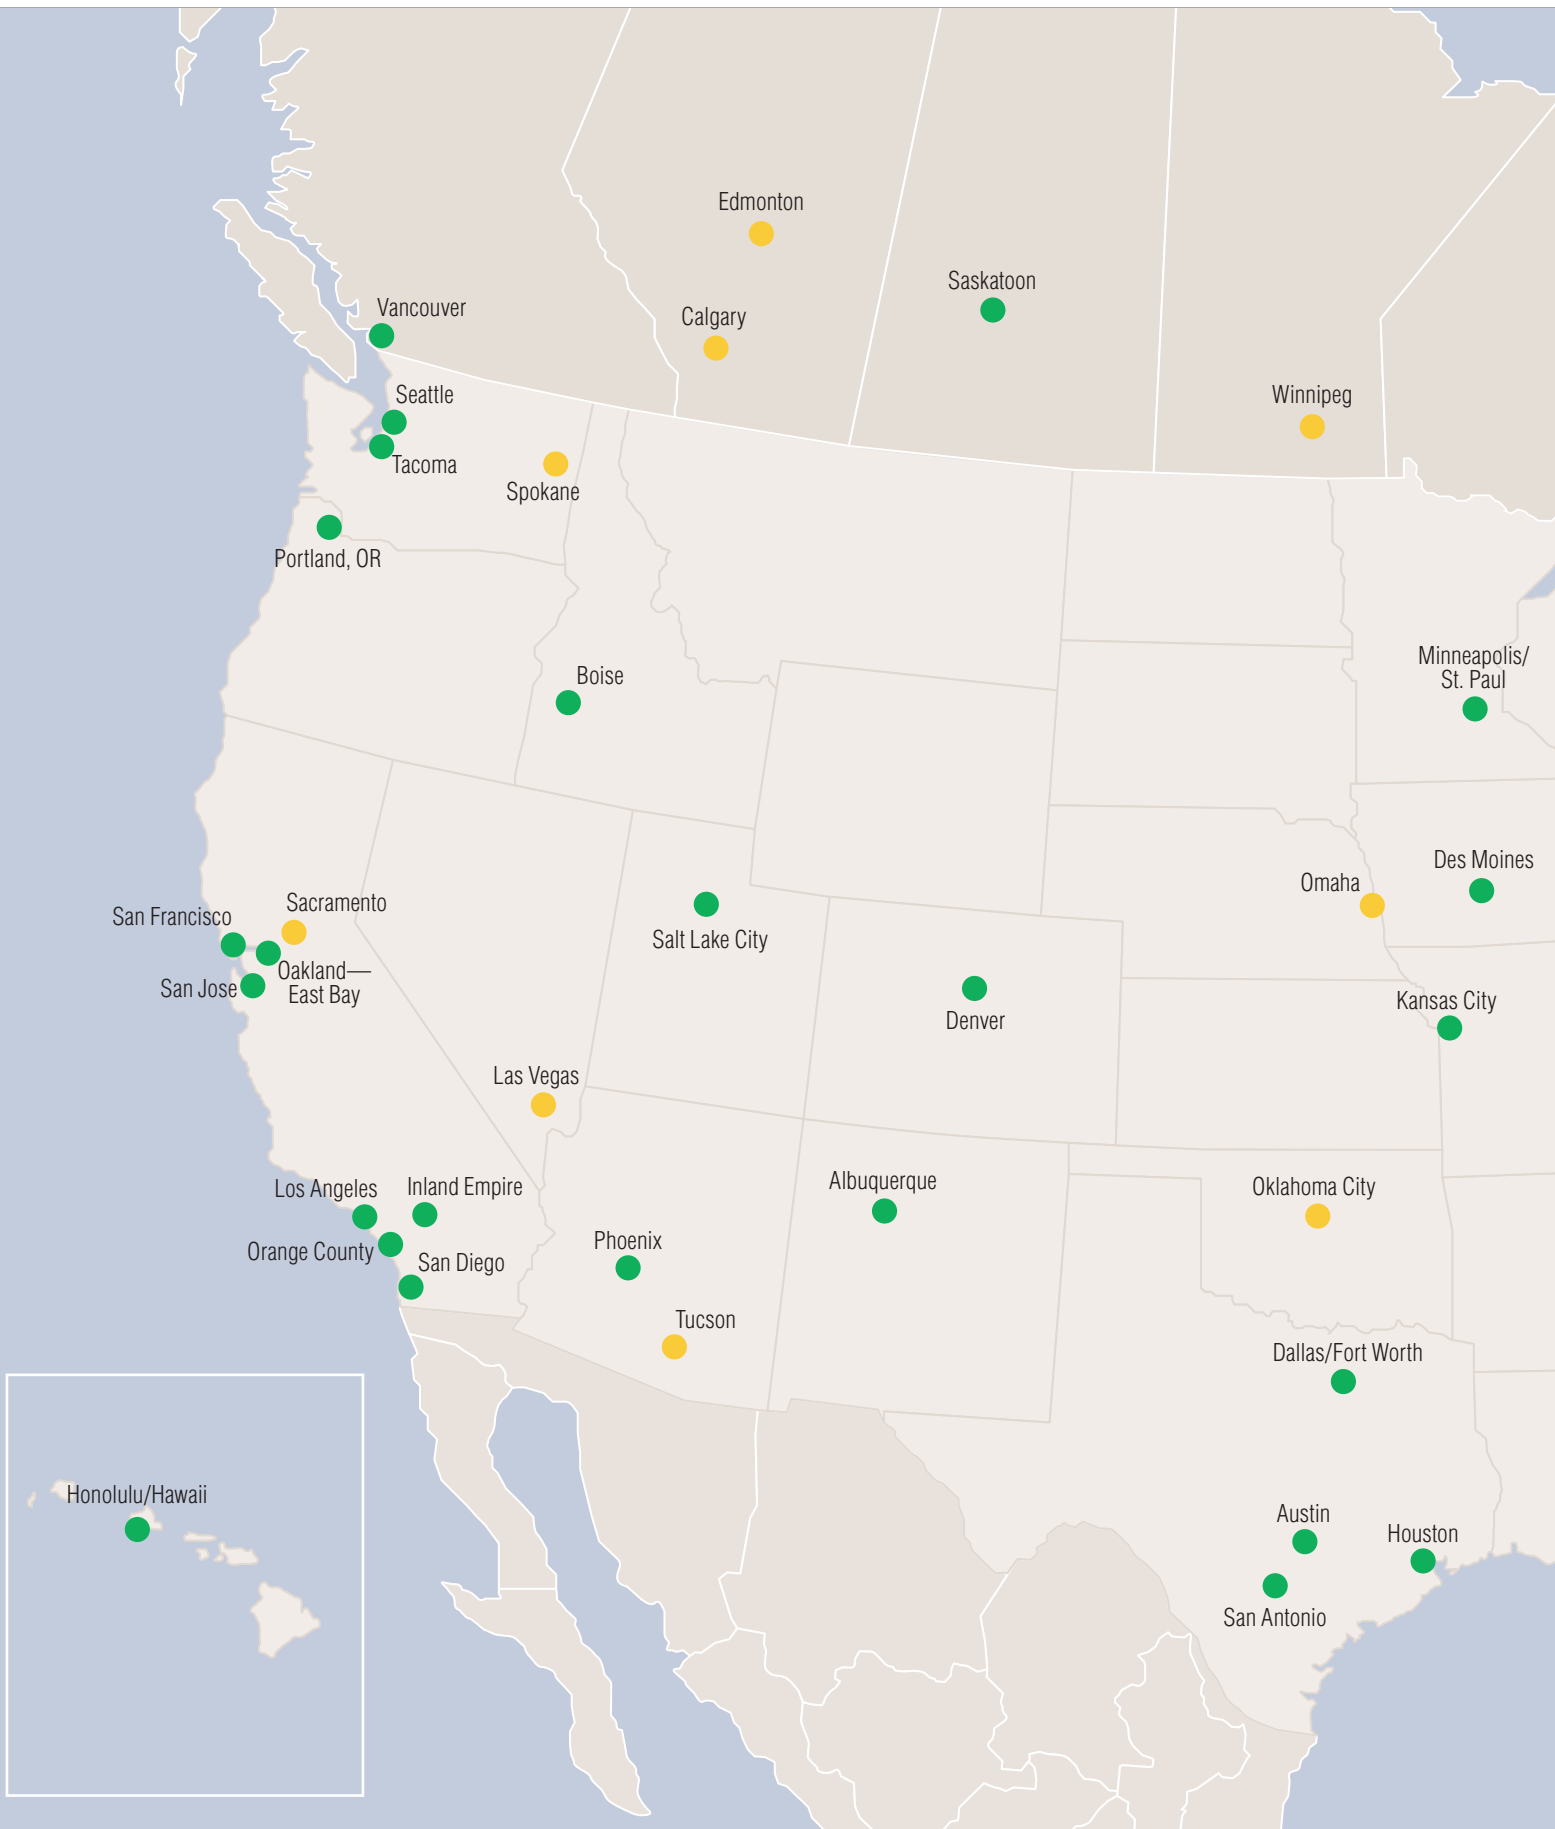 Edmonton
Saskatoon
Vancouver
Calgary
Seattle
Winnipeg
Tacoma
Spokane
Portland, OR
Boise
Minneapolis/
St. Paul
Des Moines
Omaha
Sacramento
San Francisco
Salt Lake City
Oakland—
East Bay
San Jose
Kansas City
Denver
Las Vegas
Albuquerque
Los Angeles
Inland Empire
Oklahoma City
Phoenix
Orange County
San Diego
Tucson
Dallas/Fort Worth
Honolulu/Hawaii
Austin
Houston
San Antonio